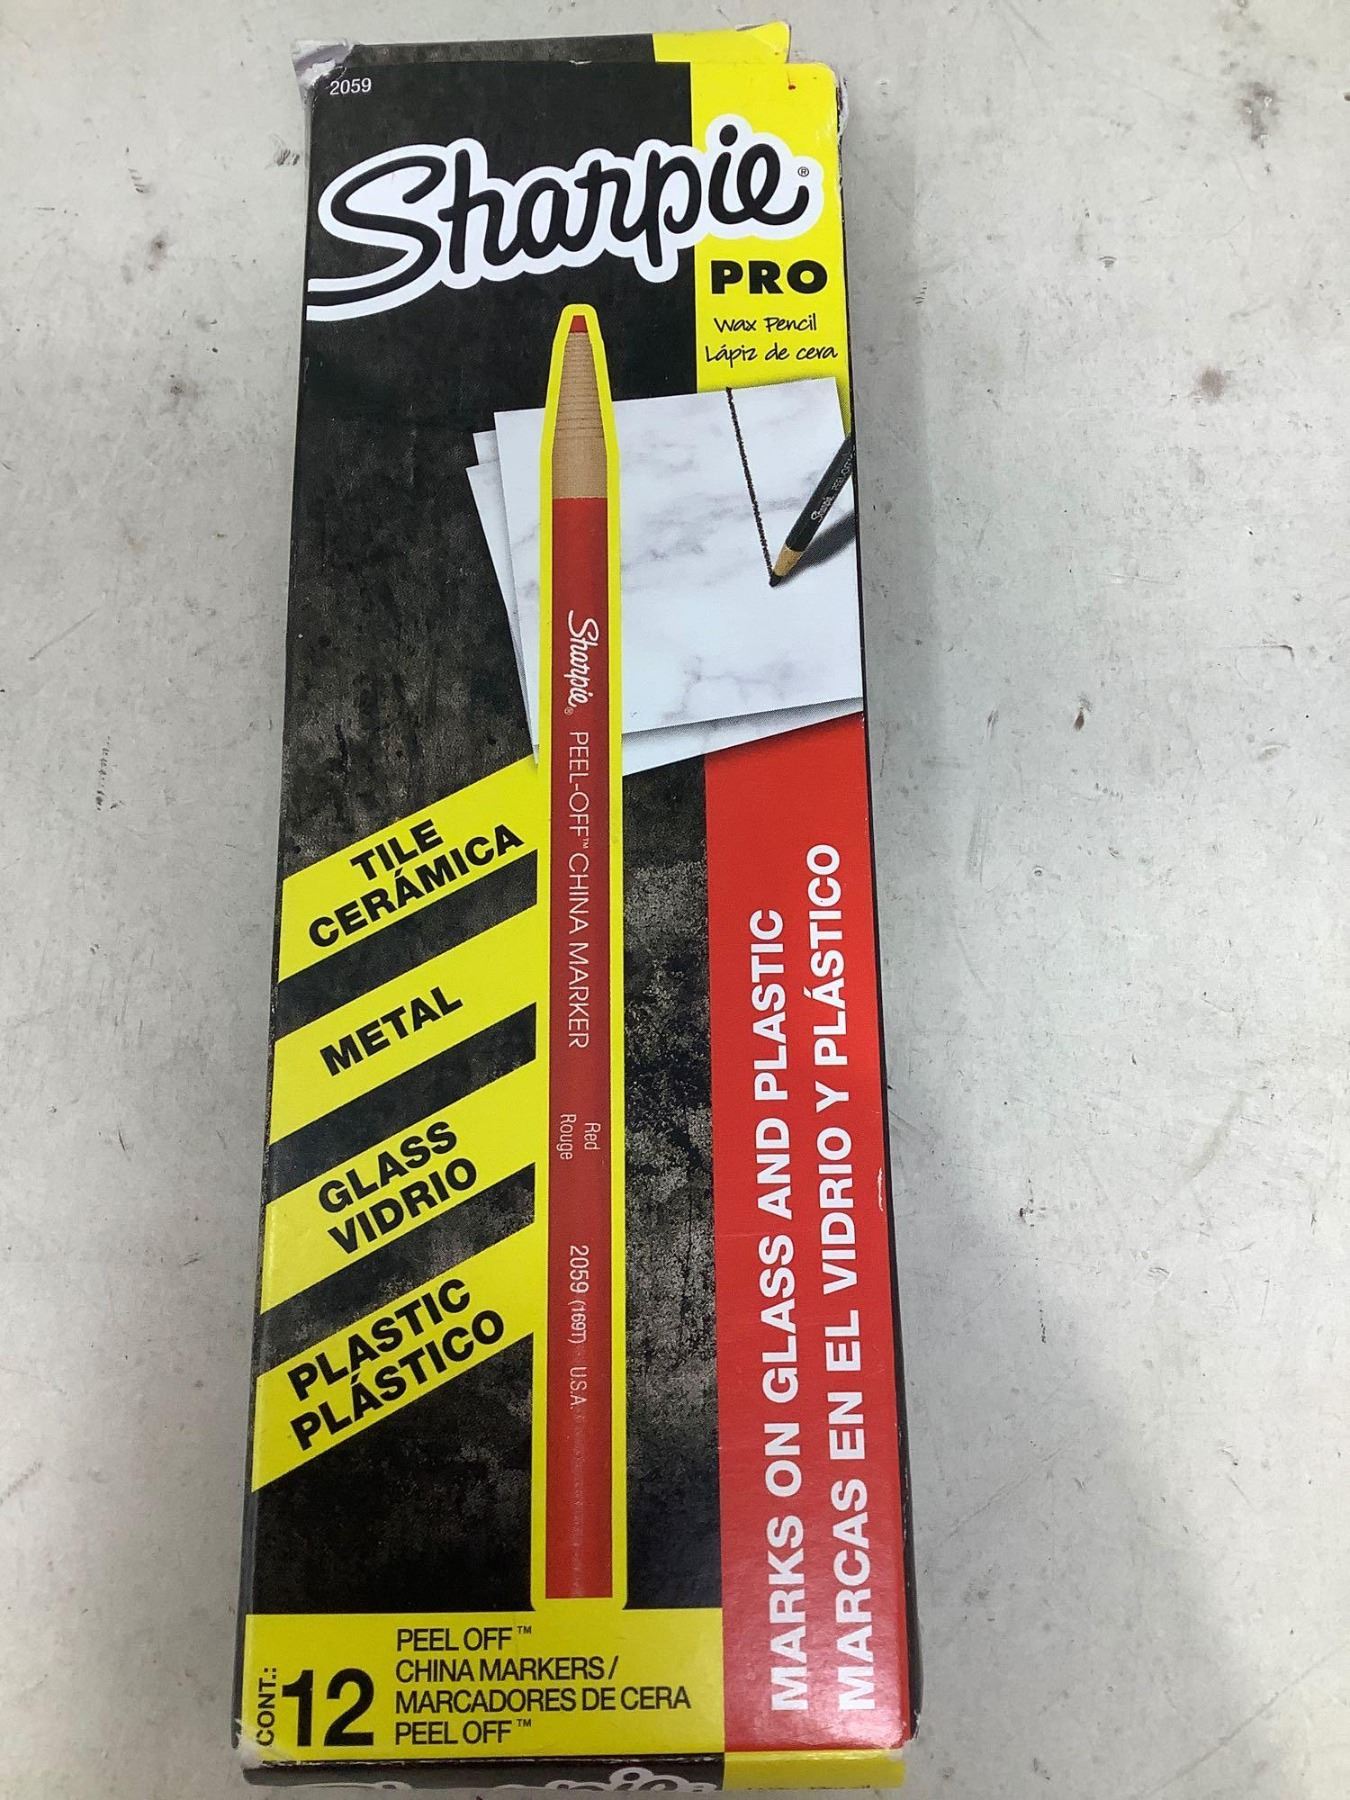 2059
Sharpie®
PRO
Wax Pencil
Lápiz de cera
Sharpie® PEEL-OFF™ CHINA MARKER
Red
Rouge
2059 (169T) U.S.A.
TILE
CERÁMICA
METAL
GLASS
VIDRIO
PLASTIC
PLÁSTICO
MARKS ON GLASS AND PLASTIC
MARCAS EN EL VIDRIO Y PLÁSTICO
CONT.:
12
PEEL OFF™
CHINA MARKERS/
MARCADORES DE CERA
PEEL OFF™
Sharpie